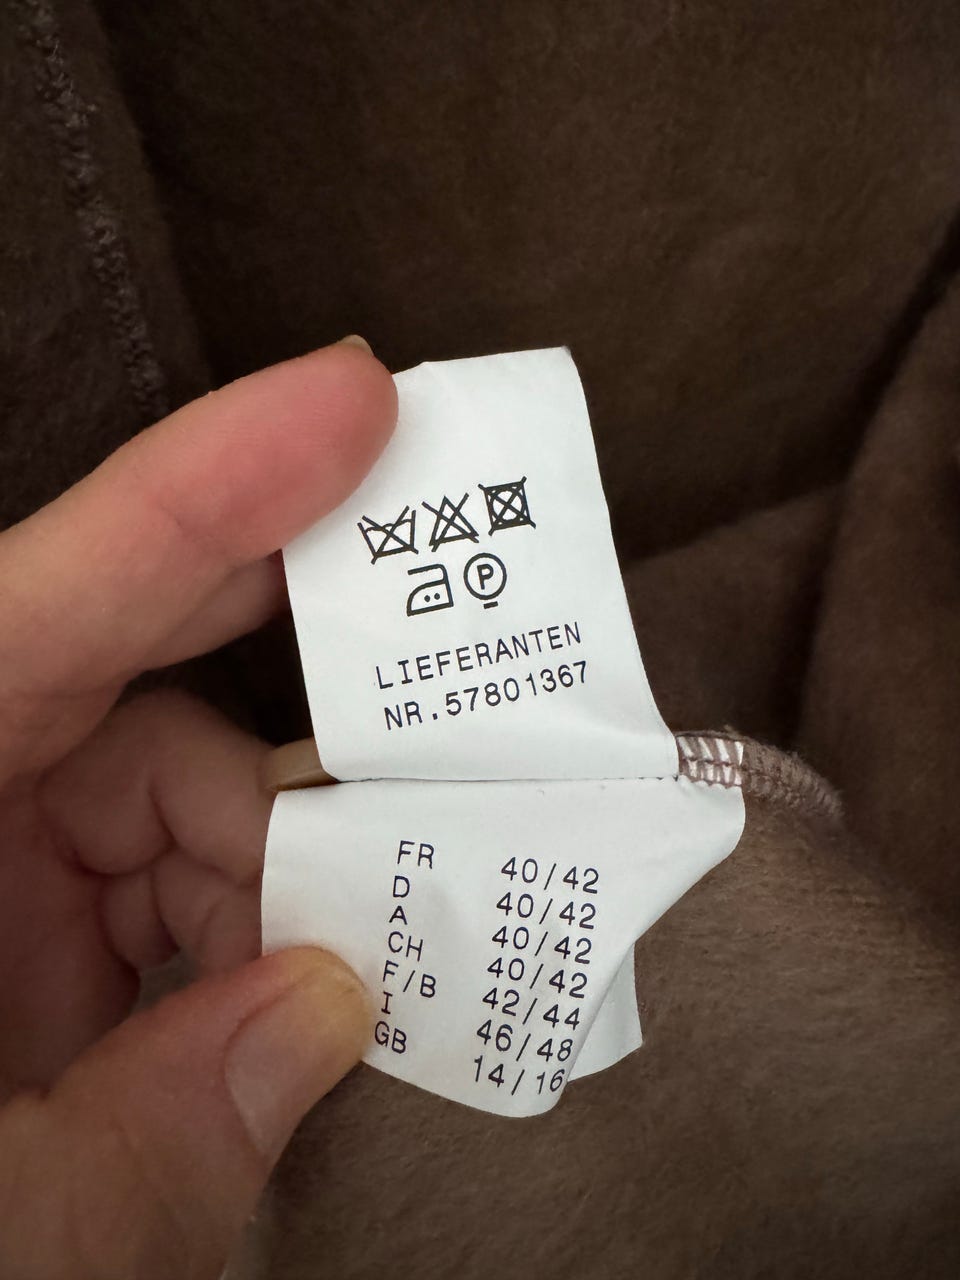 P
LIEFERANTEN
NR.57801367
FR 40/42
D 40/42
A 40/42
CH 40/42
F/B 42/44
I 46/48
GB 14/16